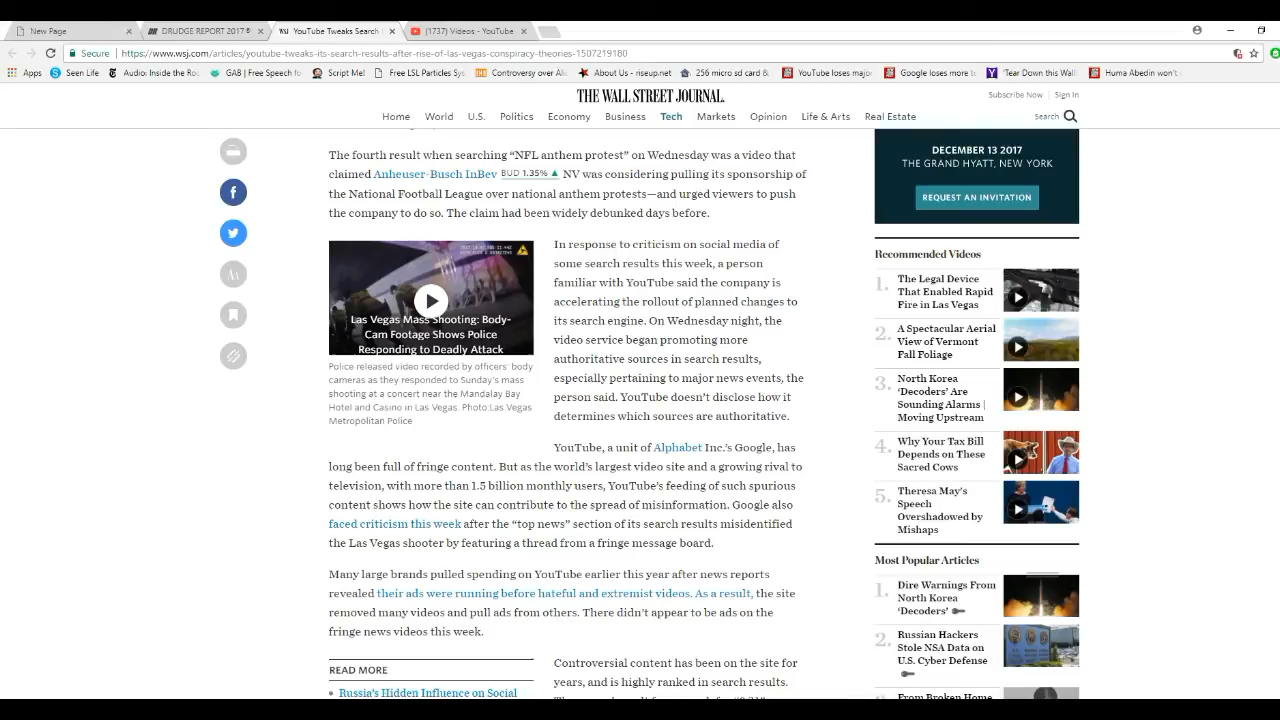 New Page
DRUDGE REPORT 2017 ®
WSJ YouTube Tweaks Search
(1737) Videos - YouTube
Secure
https://www.wsj.com/articles/youtube-tweaks-its-search-results-after-rise-of-las-vegas-conspiracy-theories-1507219180
Apps
Seen Life
Audio: Inside the Roc
GAB | Free Speech fo
Script Mel
Free LSL Particles Sys
Controversy over Al
About Us - riseup.net
256 micro sd card &
YouTube loses major
Google loses more t
'Tear Down this Wall
Huma Abedin won't
THE WALL STREET JOURNAL.
Subscribe Now | Sign In
Home World U.S. Politics Economy Business Tech Markets Opinion Life & Arts Real Estate
Search
The fourth result when searching “NFL anthem protest” on Wednesday was a video that
claimed Anheuser-Busch InBev BUD 1.35% ▲ NV was considering pulling its sponsorship of
the National Football League over national anthem protests—and urged viewers to push
the company to do so. The claim had been widely debunked days before.
Las Vegas Mass Shooting: Body-
Cam Footage Shows Police
Responding to Deadly Attack
Police released video recorded by officers' body
cameras as they responded to Sunday's mass
shooting at a concert near the Mandalay Bay
Hotel and Casino in Las Vegas. Photo:Las Vegas
Metropolitan Police
In response to criticism on social media of
some search results this week, a person
familiar with YouTube said the company is
accelerating the rollout of planned changes to
its search engine. On Wednesday night, the
video service began promoting more
authoritative sources in search results,
especially pertaining to major news events, the
person said. YouTube doesn't disclose how it
determines which sources are authoritative.
YouTube, a unit of Alphabet Inc.'s Google, has
long been full of fringe content. But as the world's largest video site and a growing rival to
television, with more than 1.5 billion monthly users, YouTube's feeding of such spurious
content shows how the site can contribute to the spread of misinformation. Google also
faced criticism this week after the “top news” section of its search results misidentified
the Las Vegas shooter by featuring a thread from a fringe message board.
Many large brands pulled spending on YouTube earlier this year after news reports
revealed their ads were running before hateful and extremist videos. As a result, the site
removed many videos and pull ads from others. There didn't appear to be ads on the
fringe news videos this week.
READ MORE
Russia's Hidden Influence on Social
Controversial content has been on the site for
years, and is highly ranked in search results.
DECEMBER 13 2017
THE GRAND HYATT, NEW YORK
REQUEST AN INVITATION
Recommended Videos
1. The Legal Device
That Enabled Rapid
Fire in Las Vegas
2. A Spectacular Aerial
View of Vermont
Fall Foliage
3. North Korea
'Decoders' Are
Sounding Alarms |
Moving Upstream
4. Why Your Tax Bill
Depends on These
Sacred Cows
5. Theresa May's
Speech
Overshadowed by
Mishaps
Most Popular Articles
1. Dire Warnings From
North Korea
'Decoders'
2. Russian Hackers
Stole NSA Data on
U.S. Cyber Defense
From Broken Home